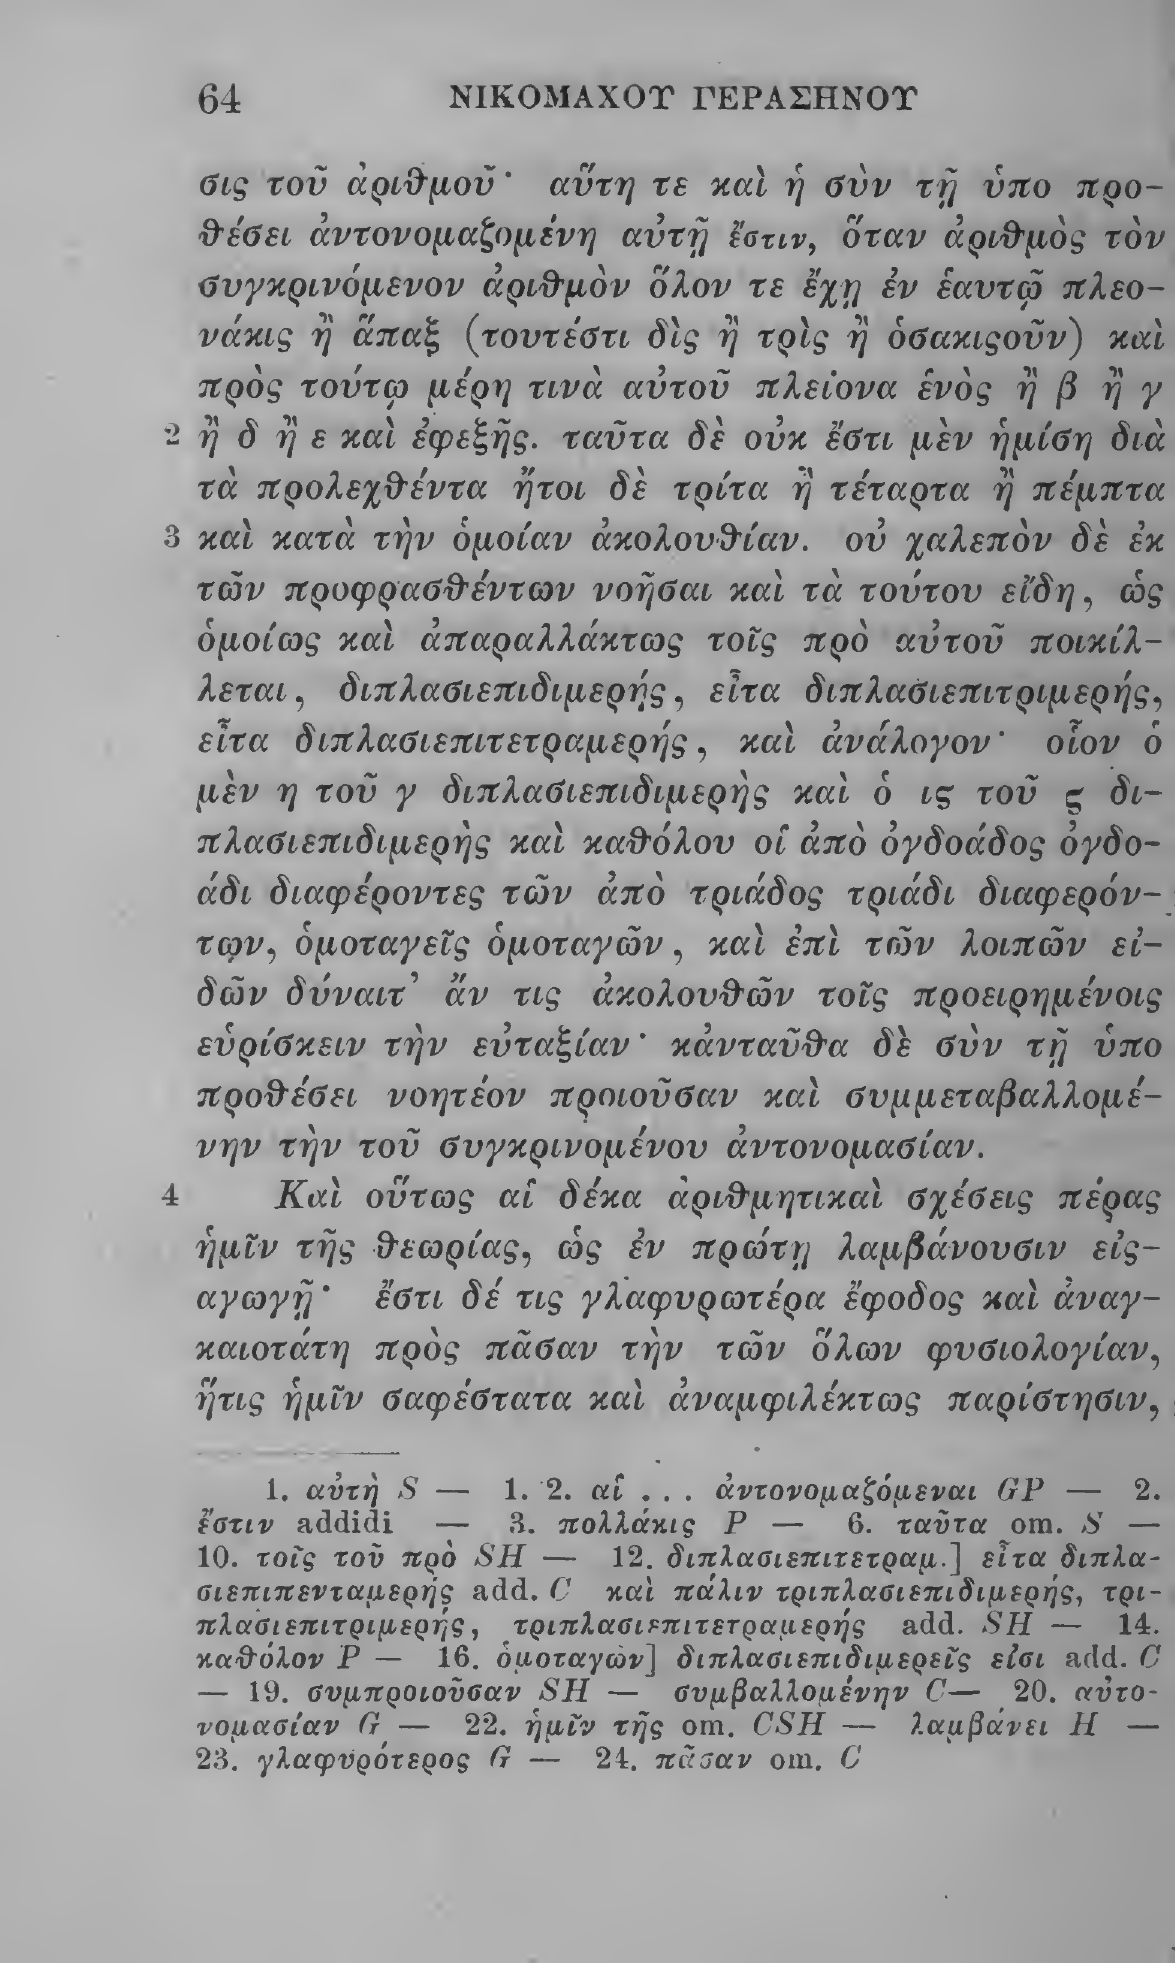 64 ΝΙΚΟΜΑΧΟΥ ΓΕΡΑΣΗΝΟΥ
σις τοῦ ἀριϑμοῦ· αὕτη τε καὶ ἡ σὺν τῇ ὑπο προ-
ϑέσει ἀντονομαζομένη αὐτῇ ἔστιν, ὅταν ἀριϑμὸς τὸν
συγκρινόμενον ἀριϑμὸν ὅλον τε ἔχῃ ἐν ἑαυτῷ πλεο-
νάκις ἢ ἅπαξ (τουτέστι δὶς ἢ τρὶς ἢ ὁσακιςοῦν) καὶ
πρὸς τούτῳ μέρη τινὰ αὐτοῦ πλείονα ἑνὸς ἢ β ἢ γ
2 ἢ δ ἢ ε καὶ ἐφεξῆς. ταῦτα δὲ οὐκ ἔστι μὲν ἡμίση διὰ
τὰ προλεχϑέντα ἤτοι δὲ τρίτα ἢ τέταρτα ἢ πέμπτα
3 καὶ κατὰ τὴν ὁμοίαν ἀκολουϑίαν. οὐ χαλεπὸν δὲ ἐκ
τῶν προφρασϑέντων νοῆσαι καὶ τὰ τούτου εἴδη, ὡς
ὁμοίως καὶ ἀπαραλλάκτως τοῖς πρὸ αὐτοῦ ποικίλ-
λεται, διπλασιεπιδιμερής, εἶτα διπλασιεπιτριμερής,
εἶτα διπλασιεπιτετραμερής, καὶ ἀνάλογον· οἷον ὁ
μὲν η τοῦ γ διπλασιεπιδιμερὴς καὶ ὁ ις τοῦ ς δι-
πλασιεπιδιμερὴς καὶ καϑόλου οἱ ἀπὸ ὀγδοάδος ὀγδο-
άδι διαφέροντες τῶν ἀπὸ τριάδος τριάδι διαφερόν-
των, ὁμοταγεῖς ὁμοταγῶν, καὶ ἐπὶ τῶν λοιπῶν εἰ-
δῶν δύναιτ᾽ ἄν τις ἀκολουϑῶν τοῖς προειρημένοις
εὑρίσκειν τὴν εὐταξίαν· κἀνταῦϑα δὲ σὺν τῇ ὑπο
προϑέσει νοητέον προιοῦσαν καὶ συμμεταβαλλομέ-
νην τὴν τοῦ συγκρινομένου ἀντονομασίαν.
4 Καὶ οὕτως αἱ δέκα ἀριϑμητικαὶ σχέσεις πέρας
ἡμῖν τῆς ϑεωρίας, ὡς ἐν πρώτῃ λαμβάνουσιν εἰς-
αγωγῇ· ἔστι δέ τις γλαφυρωτέρα ἔφοδος καὶ ἀναγ-
καιοτάτη πρὸς πᾶσαν τὴν τῶν ὅλων φυσιολογίαν,
ἥτις ἡμῖν σαφέστατα καὶ ἀναμφιλέκτως παρίστησιν,
1. αὐτὴ S — 1. 2. αἱ ... ἀντονομαζόμεναι GP — 2.
ἔστιν addidi — 3. πολλάκις P — 6. ταῦτα om. S —
10. τοῖς τοῦ πρὸ SH — 12. διπλασιεπιτετραμ.] εἶτα διπλα-
σιεπιπενταμερής add. C καὶ πάλιν τριπλασιεπιδιμερής, τρι-
πλασιεπιτριμερής, τριπλασιεπιτετραμερής add. SH — 14.
καϑόλον P — 16. ὁμοταγῶν] διπλασιεπιδιμερεῖς εἰσι add. C
— 19. συμπροιοῦσαν SH — συμβαλλομένην C— 20. αὐτο-
νομασίαν G — 22. ἡμῖν τῆς om. CSH — λαμβάνει H —
23. γλαφυρότερος G — 24. πᾶσαν om. C